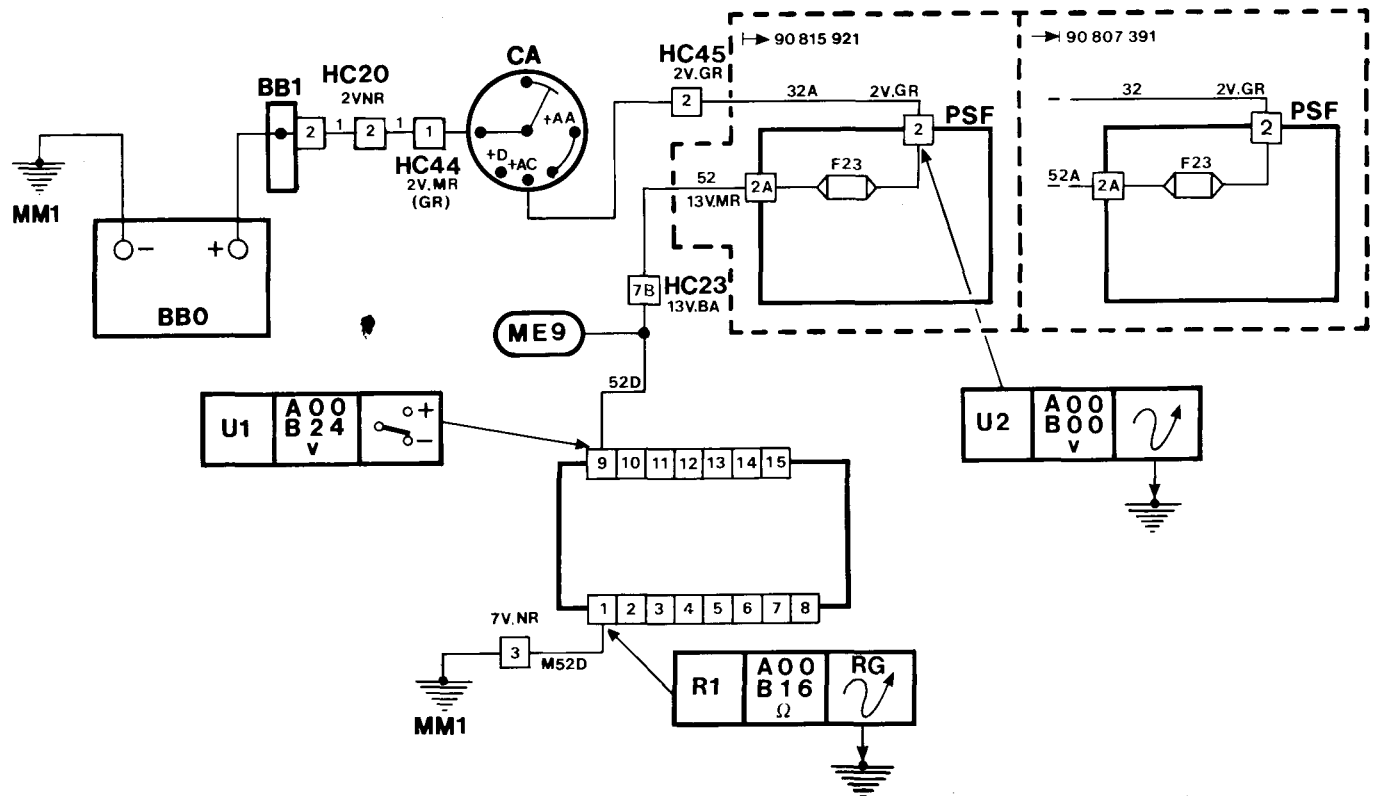 90 815 921
90 807 391
CA
HC45
2V.GR
HC20
2VNR
BB1
2
1
2
1
1
HC44
2V.MR
(GR)
+AA
+D
+AC
2
32A
2V.GR
2
PSF
F23
52
13V.MR
2A
32
2V.GR
2
PSF
F23
52A
2A
MM1
-
+
BB0
7B
HC23
13V.BA
ME9
52D
U1
A 0 0
B 2 4
V
+
-
U2
A 0 0
B 0 0
V
9 10 11 12 13 14 15
1 2 3 4 5 6 7 8
7V.NR
3
M52D
MM1
R1
A 0 0
B 1 6
Ω
RG